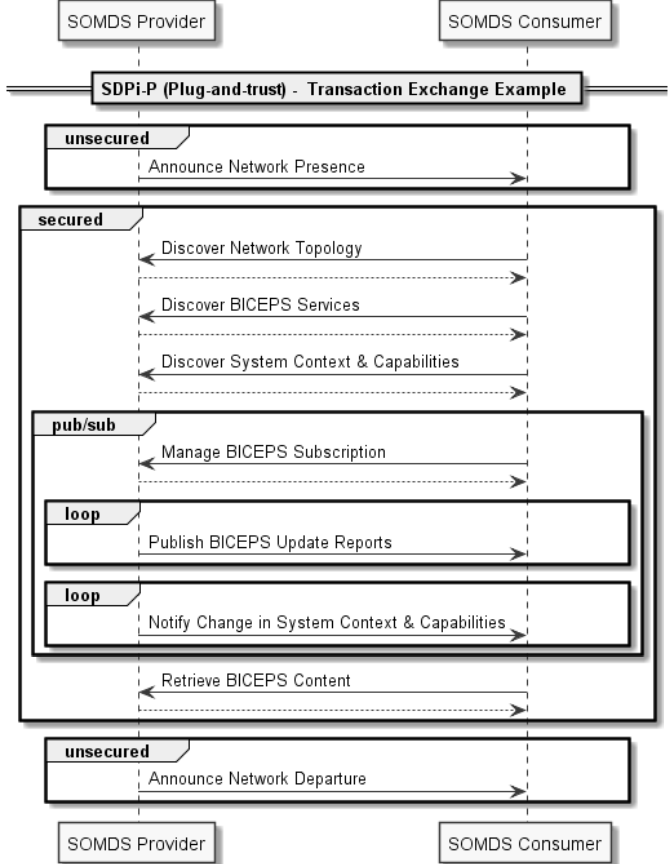 SOMDS Provider
SOMDS Consumer
SDPi-P (Plug-and-trust) - Transaction Exchange Example
unsecured
Announce Network Presence
secured
Discover Network Topology
Discover BICEPS Services
Discover System Context & Capabilities
pub/sub
Manage BICEPS Subscription
loop
Publish BICEPS Update Reports
loop
Notify Change in System Context & Capabilities
Retrieve BICEPS Content
unsecured
Announce Network Departure
SOMDS Provider
SOMDS Consumer